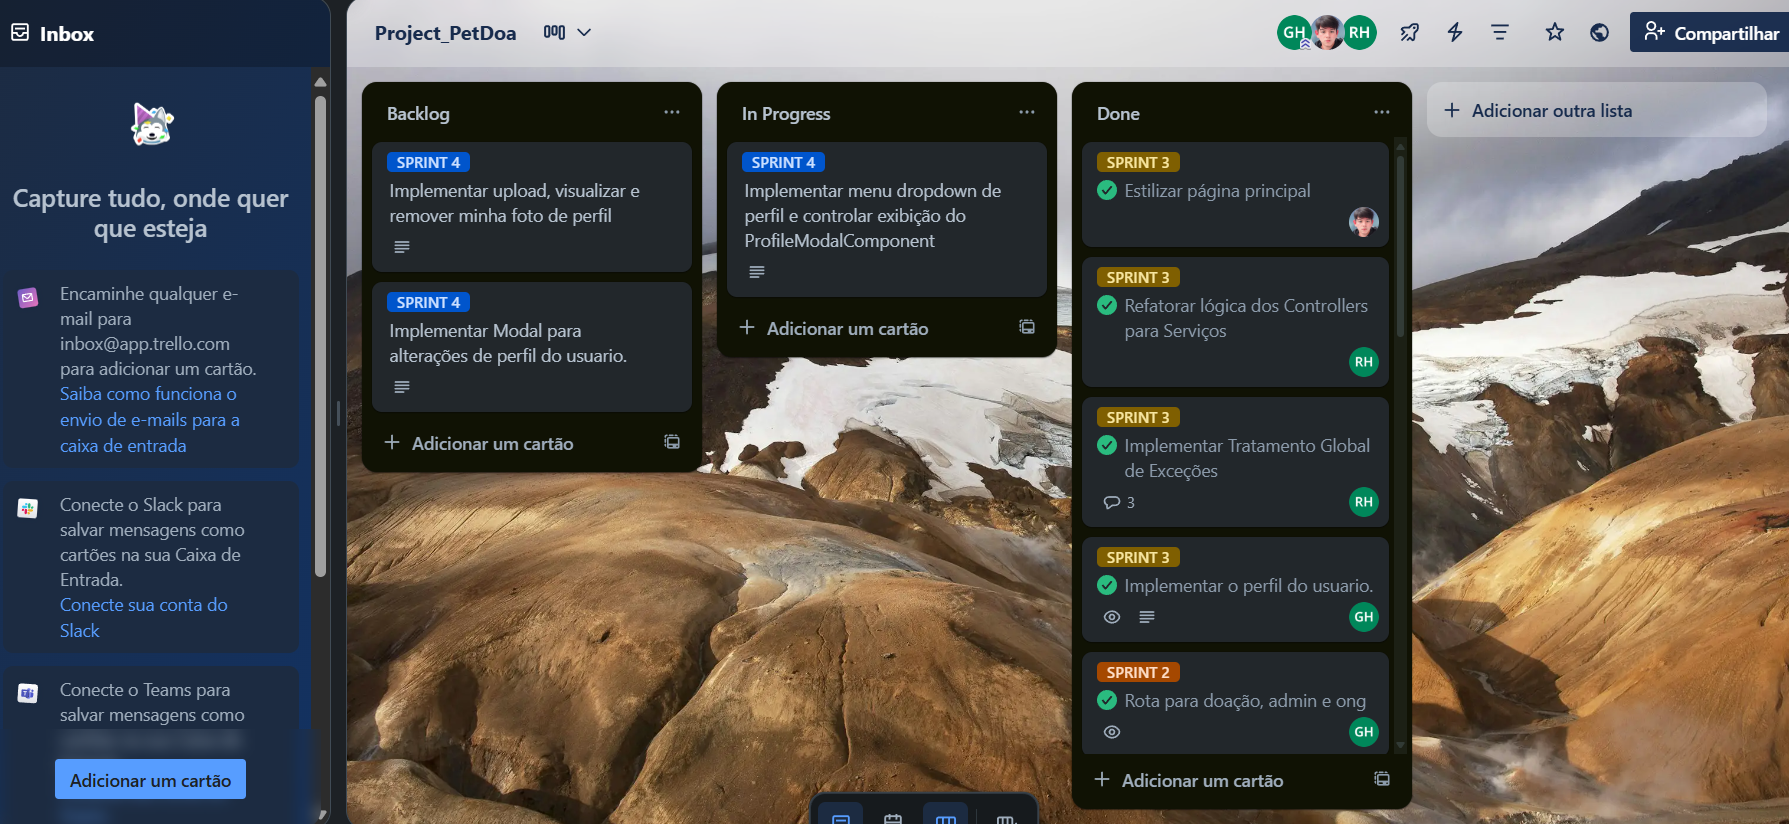 Inbox
Capture tudo, onde quer
que esteja
Encaminhe qualquer e-
mail para
inbox@app.trello.com
para adicionar um cartão.
Saiba como funciona o
envio de e-mails para a
caixa de entrada
Conecte o Slack para
salvar mensagens como
cartões na sua Caixa de
Entrada.
Conecte sua conta do
Slack
Conecte o Teams para
salvar mensagens como
Adicionar um cartão
Project_PetDoa
GH
RH
Compartilhar
Backlog
SPRINT 4
Implementar upload, visualizar e
remover minha foto de perfil
SPRINT 4
Implementar Modal para
alterações de perfil do usuario.
Adicionar um cartão
In Progress
SPRINT 4
Implementar menu dropdown de
perfil e controlar exibição do
ProfileModalComponent
Adicionar um cartão
Done
SPRINT 3
Estilizar página principal
SPRINT 3
Refatorar lógica dos Controllers
para Serviços
RH
SPRINT 3
Implementar Tratamento Global
de Exceções
3
RH
SPRINT 3
Implementar o perfil do usuario.
GH
SPRINT 2
Rota para doação, admin e ong
GH
Adicionar um cartão
Adicionar outra lista